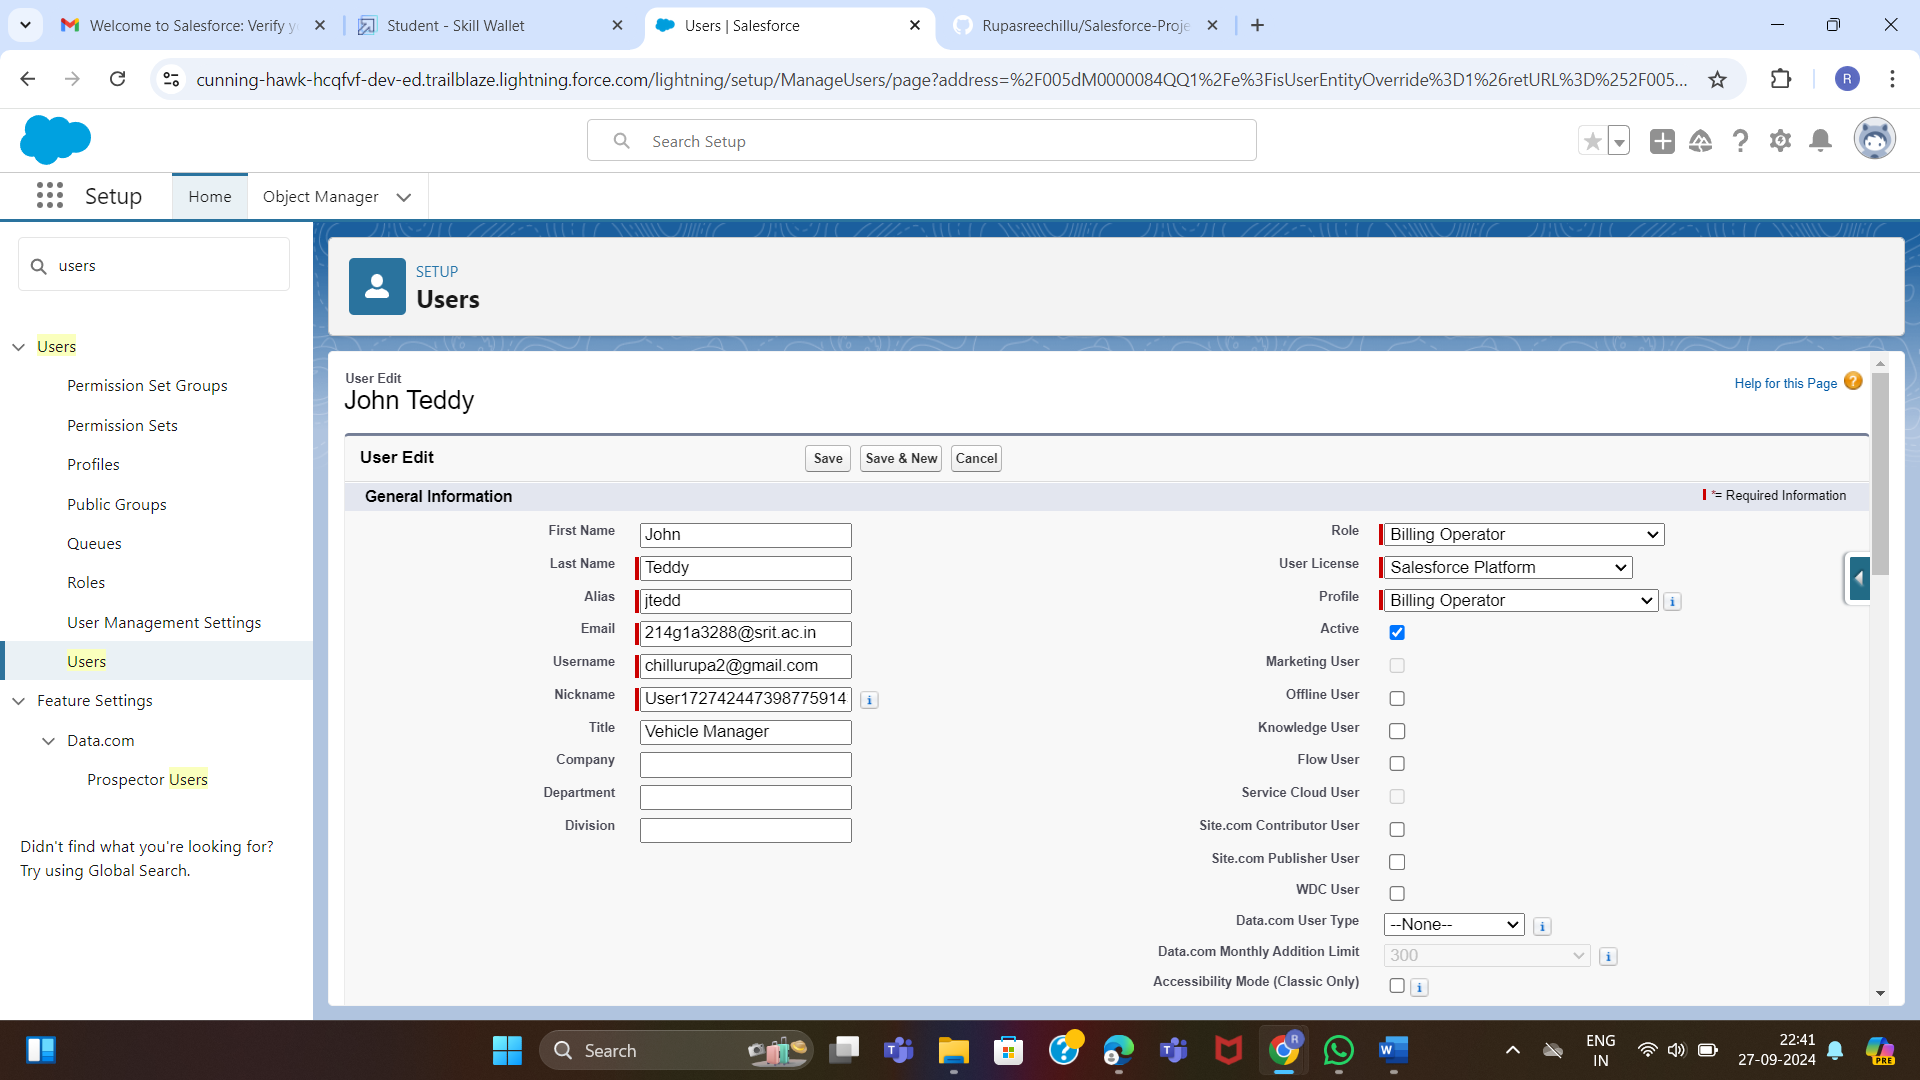 Welcome to Salesforce: Verify y
Student - Skill Wallet
Users | Salesforce
Rupasreechillu/Salesforce-Proje
cunning-hawk-hcqfvf-dev-ed.trailblaze.lightning.force.com/lightning/setup/ManageUsers/page?address=%2F005dM0000084QQ1%2Fe%3FisUserEntityOverride%3D1%26retURL%3D%252F005...
R
Search Setup
Setup
Home
Object Manager
users
SETUP
Users
Users
Permission Set Groups
Permission Sets
Profiles
Public Groups
Queues
Roles
User Management Settings
Users
Feature Settings
Data.com
Prospector Users
Didn't find what you're looking for?
Try using Global Search.
User Edit
John Teddy
Help for this Page
User Edit
Save
Save & New
Cancel
General Information
*= Required Information
First Name John
Last Name Teddy
Alias jtedd
Email 214g1a3288@srit.ac.in
Username chillurupa2@gmail.com
Nickname User172742447398775914
Title Vehicle Manager
Company
Department
Division
Role Billing Operator
User License Salesforce Platform
Profile Billing Operator
Active
Marketing User
Offline User
Knowledge User
Flow User
Service Cloud User
Site.com Contributor User
Site.com Publisher User
WDC User
Data.com User Type --None--
Data.com Monthly Addition Limit 300
Accessibility Mode (Classic Only)
Search
R
ENG
IN
22:41
27-09-2024
PRE